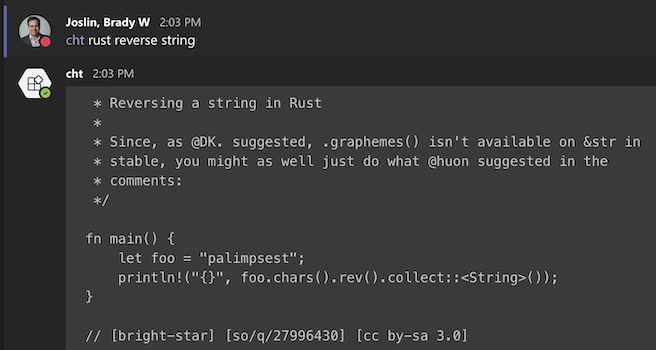 Joslin, Brady W 2:03 PM
cht rust reverse string
cht 2:03 PM
* Reversing a string in Rust
*
* Since, as @DK. suggested, .graphemes() isn't available on &str in
* stable, you might as well just do what @huon suggested in the
* comments:
*/

fn main() {
    let foo = "palimpsest";
    println!("{}", foo.chars().rev().collect::<String>());
}

// [bright-star] [so/q/27996430] [cc by-sa 3.0]